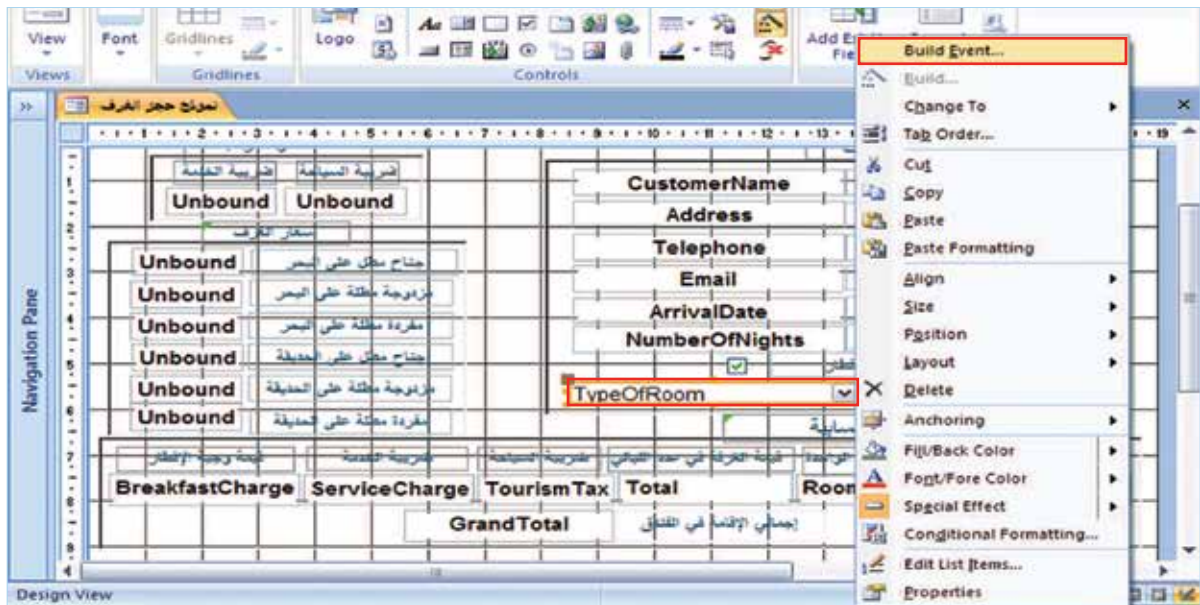 View
Font
Gridlines
Logo
Aa
Add
Fie
Views
Gridlines
Controls
نموذج حجز الغرف
Navigation Pane
ضريبة السياحة ضريبة الخدمة
Unbound Unbound
سعار الغرف
Unbound جناح مطل على البحر
Unbound مزدوجة مطلة على البحر
Unbound مفردة مطلة على البحر
Unbound جناح مطل على الحديقة
Unbound مزدوجة مطلة على الحديقة
Unbound مفردة مطلة على الحديقة
CustomerName
Address
Telephone
Email
ArrivalDate
NumberOfNights
TypeOfRoom
قيمة الغرفة في عدد الليالي ضريبة السياحة ضريبة الخدمة قيمة وجبة الإفطار
BreakfastCharge ServiceCharge TourismTax Total Roon
GrandTotal إجمالي الإقامة في الفندق
Build Event...
Build...
Change To
Tab Order...
Cut
Copy
Paste
Paste Formatting
Align
Size
Position
Layout
Delete
Anchoring
Fill/Back Color
Font/Fore Color
Special Effect
Conditional Formatting...
Edit List Items...
Properties
Design View